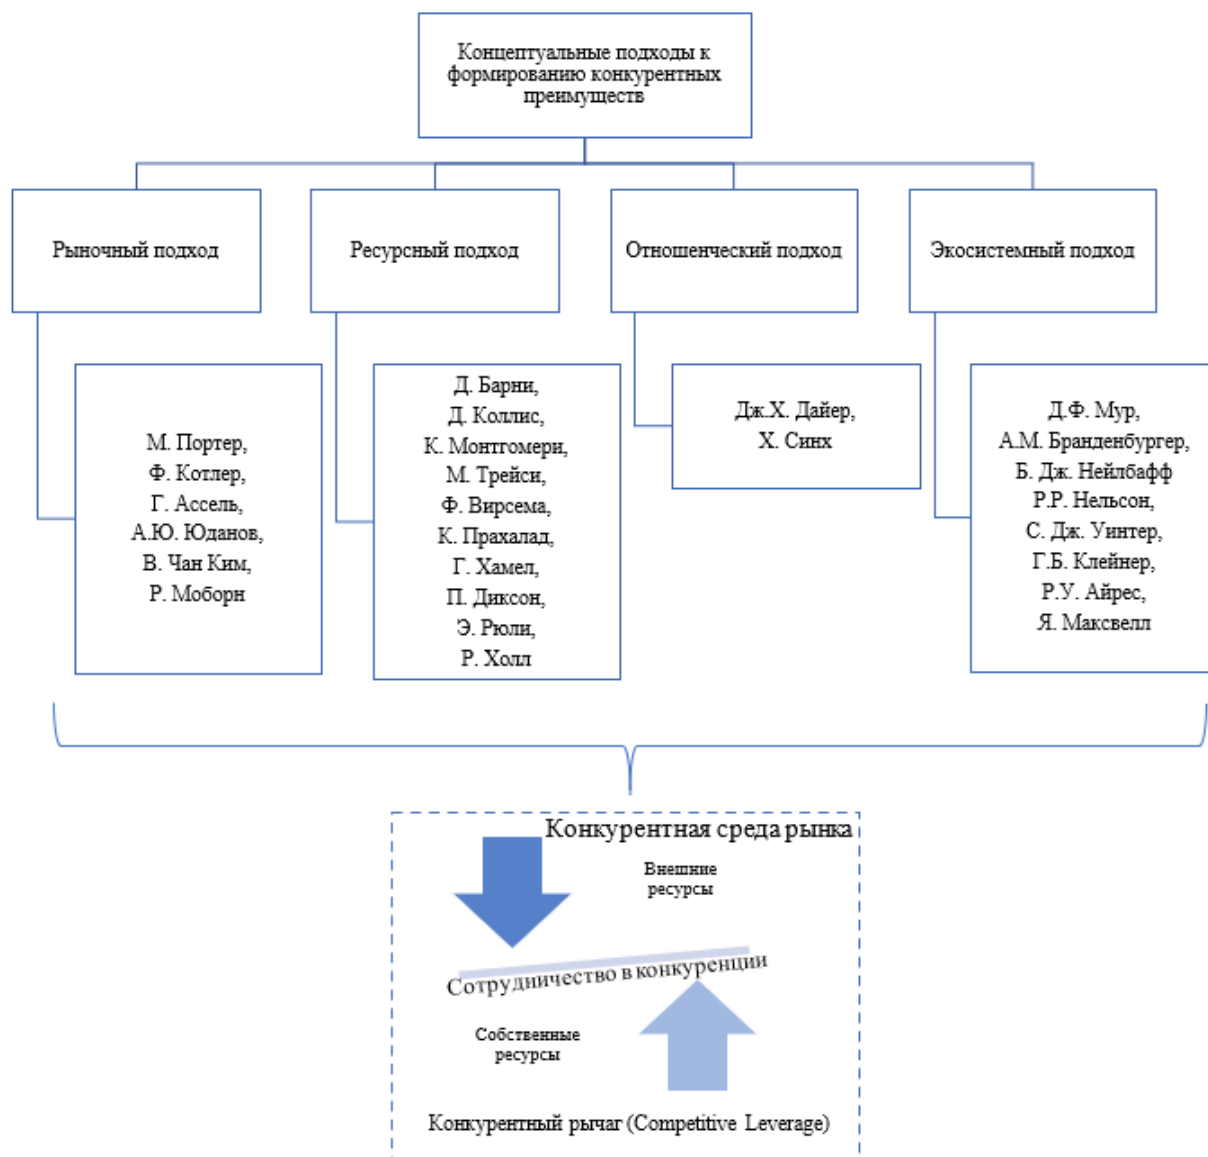 Концептуальные подходы к
формированию конкурентных
преимуществ
Рыночный подход
Ресурсный подход
Отношенческий подход
Экосистемный подход
М. Портер,
Ф. Котлер,
Г. Ассель,
А.Ю. Юданов,
В. Чан Ким,
Р. Моборн
Д. Барни,
Д. Коллис,
К. Монтгомери,
М. Трейси,
Ф. Вирсема,
К. Прахалад,
Г. Хамел,
П. Диксон,
Э. Рюли,
Р. Холл
Дж.Х. Дайер,
Х. Синх
Д.Ф. Мур,
А.М. Бранденбургер,
Б. Дж. Нейлбафф
Р.Р. Нельсон,
С. Дж. Уинтер,
Г.Б. Клейнер,
Р.У. Айрес,
Я. Максвелл
Конкурентная среда рынка
Внешние
ресурсы
Сотрудничество в конкуренции
Собственные
ресурсы
Конкурентный рычаг (Competitive Leverage)